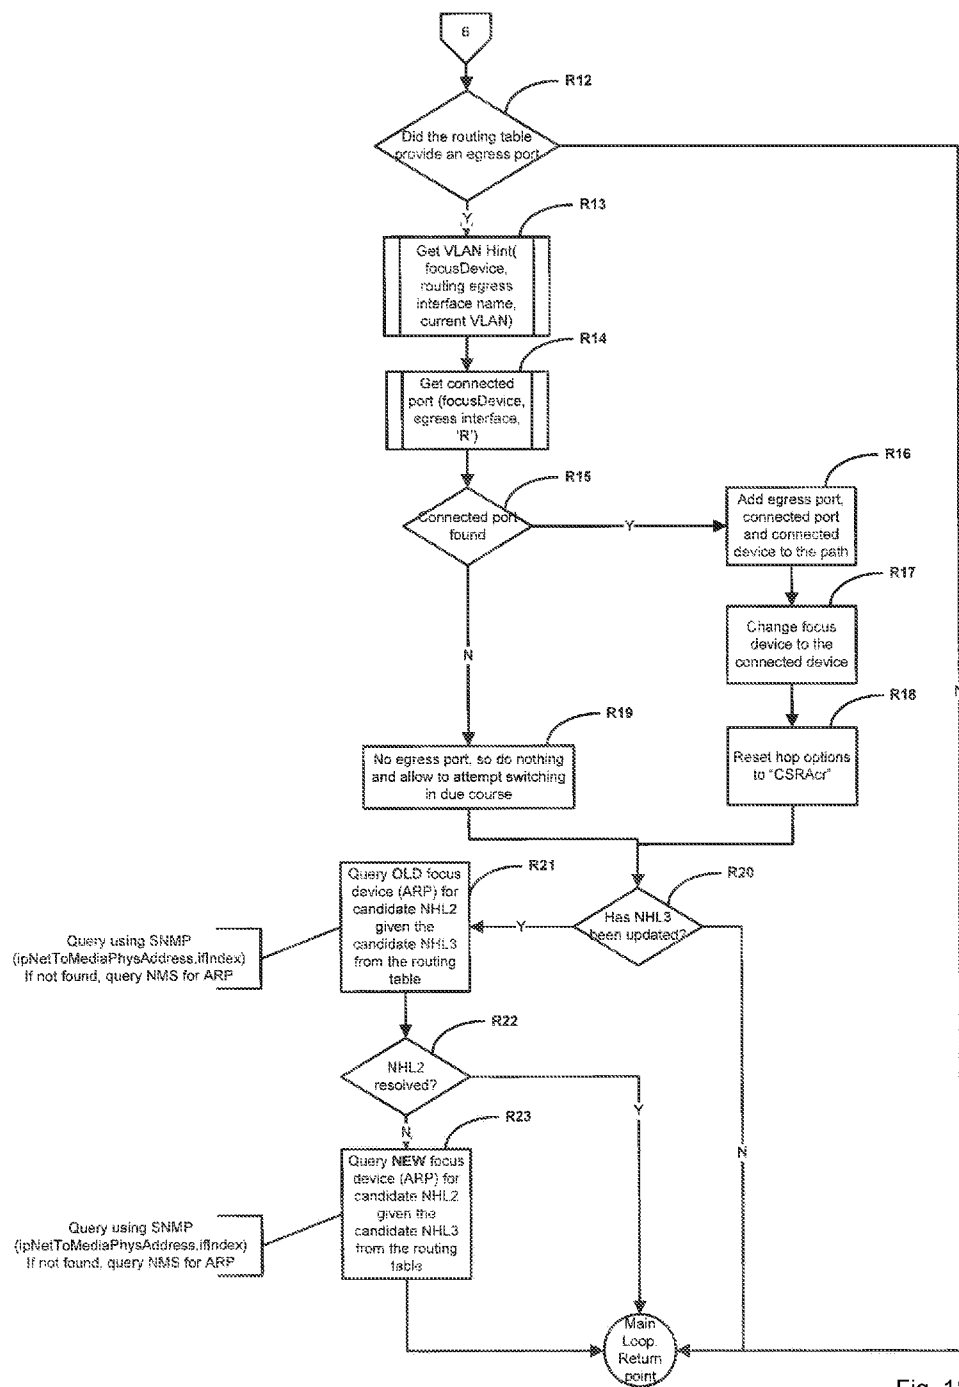 6
R12
Did the routing table
provide an egress port
Y
R13
Get VLAN Hint(
focusDevice,
routing egress
interface name,
current VLAN)
R14
Get connected
port (focusDevice,
egress interface,
'R')
R15
Connected port
found
Y
R16
Add egress port,
connected port
and connected
device to the path
R17
Change focus
device to the
connected device
N
N
R18
Reset hop options
to "CSRAcr"
R19
No egress port, so do nothing
and allow to attempt switching
in due course
R20
Has NHL3
been updated?
Y
R21
Query OLD focus
device (ARP) for
candidate NHL2
given the
candidate NHL3
from the routing
table
Query using SNMP
(ipNetToMediaPhysAddress.ifIndex)
If not found, query NMS for ARP
R22
NHL2
resolved?
Y
N
N
R23
Query NEW focus
device (ARP) for
candidate NHL2
given the
candidate NHL3
from the routing
table
Query using SNMP
(ipNetToMediaPhysAddress.ifIndex)
If not found, query NMS for ARP
Main
Loop
Return
point
Fig.